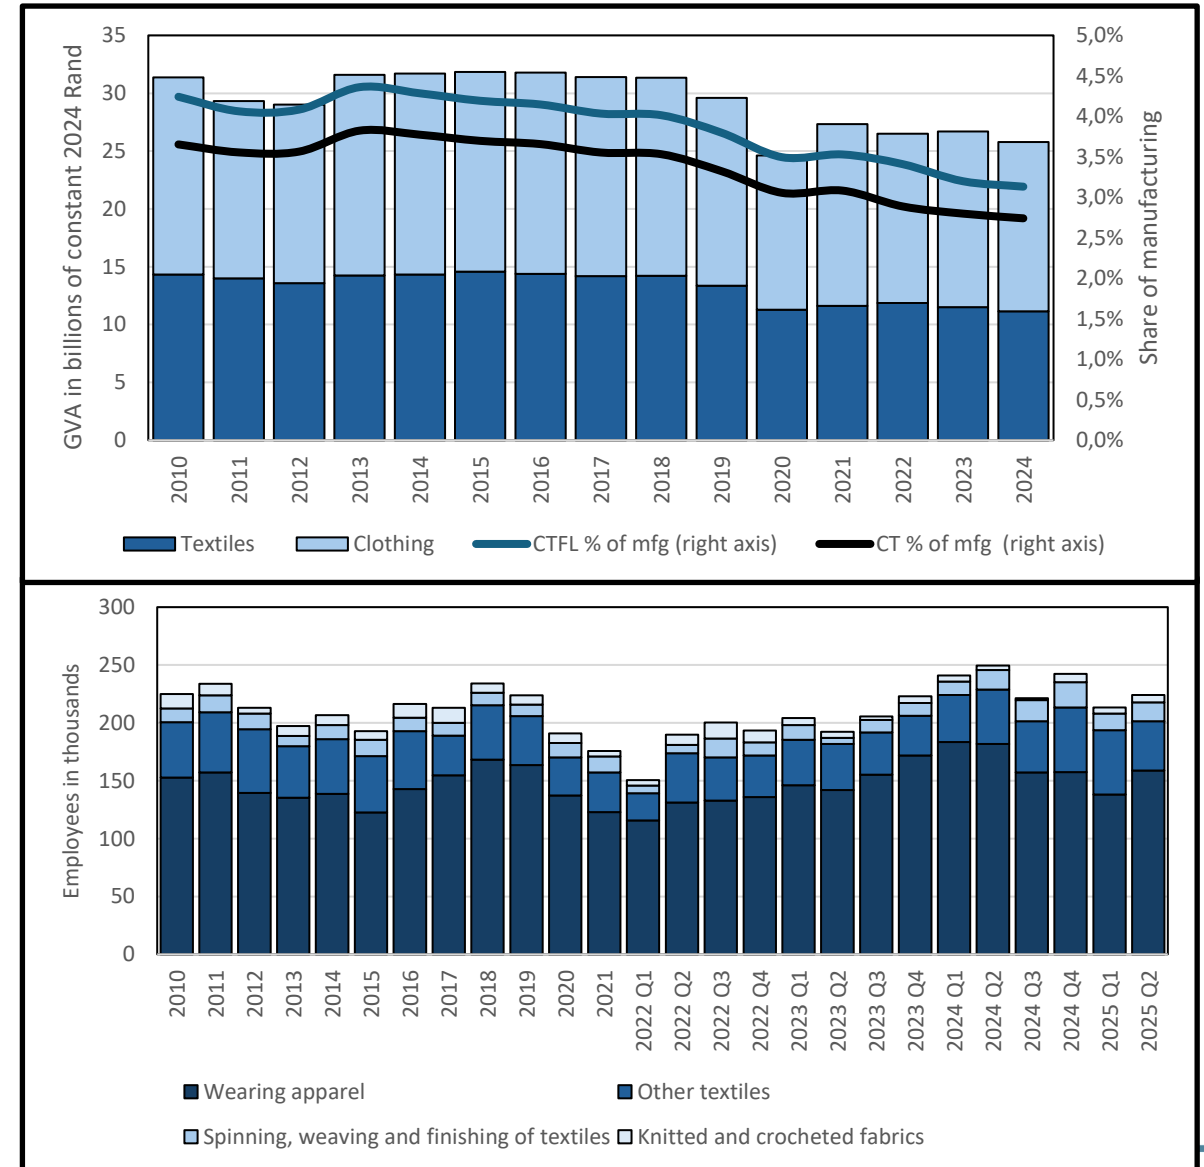 GVA in billions of constant 2024 Rand
35
30
25
20
15
10
5
0
5,0%
4,5%
4,0%
3,5%
3,0%
2,5%
2,0%
1,5%
1,0%
0,5%
0,0%
Share of manufacturing
2010
2011
2012
2013
2014
2015
2016
2017
2018
2019
2020
2021
2022
2023
2024
Textiles
Clothing
CTFL % of mfg (right axis)
CT % of mfg (right axis)
Employees in thousands
300
250
200
150
100
50
0
2010
2011
2012
2013
2014
2015
2016
2017
2018
2019
2020
2021
2022 Q1
2022 Q2
2022 Q3
2022 Q4
2023 Q1
2023 Q2
2023 Q3
2023 Q4
2024 Q1
2024 Q2
2024 Q3
2024 Q4
2025 Q1
2025 Q2
Wearing apparel
Other textiles
Spinning, weaving and finishing of textiles
Knitted and crocheted fabrics